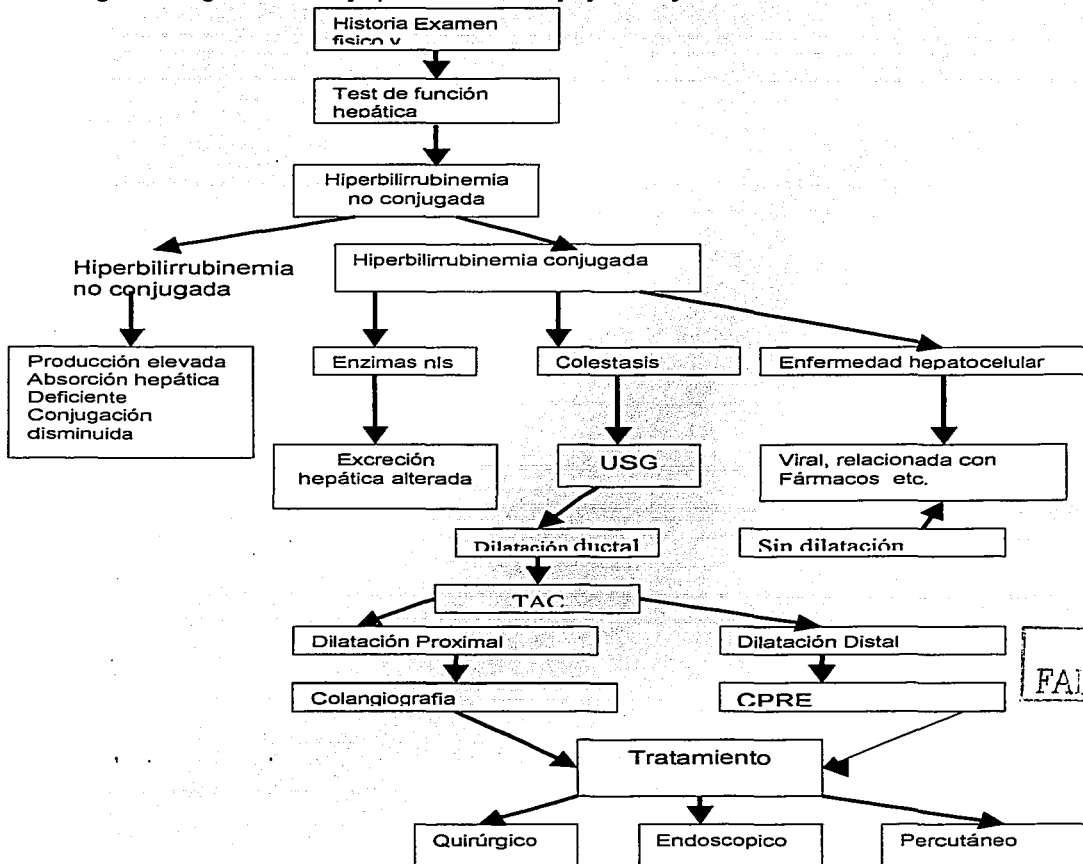 Historia Examen
físico y
Test de función
hepática
Hiperbilirrubinemia
no conjugada
Hiperbilirrubinemia
no conjugada
Hiperbilirrubinemia conjugada
Producción elevada
Absorción hepática
Deficiente
Conjugación
disminuida
Enzimas nls
Colestasis
Enfermedad hepatocelular
Excreción
hepática alterada
USG
Viral, relacionada con
Fármacos etc.
Dilatación ductal
Sin dilatación
TAC
Dilatación Proximal
Dilatación Distal
Colangiografia
CPRE
Tratamiento
Quirúrgico
Endoscopico
Percutáneo